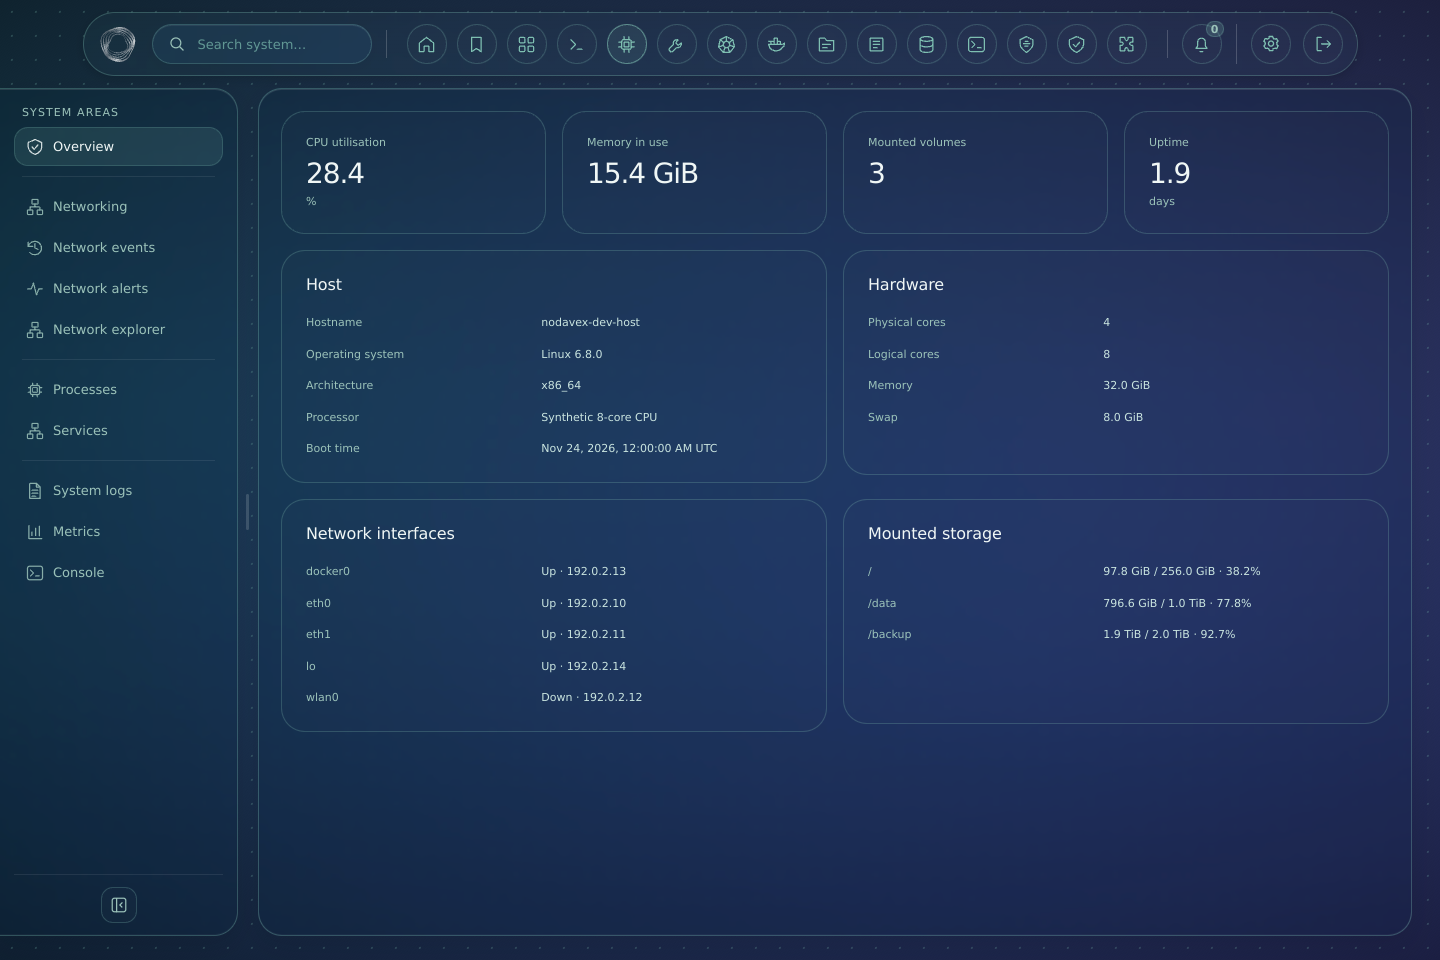 Search system...
0
SYSTEM AREAS
Overview
Networking
Network events
Network alerts
Network explorer
Processes
Services
System logs
Metrics
Console
CPU utilisation
28.4
%
Memory in use
15.4 GiB
Mounted volumes
3
Uptime
1.9
days
Host
Hostname nodavex-dev-host
Operating system Linux 6.8.0
Architecture x86_64
Processor Synthetic 8-core CPU
Boot time Nov 24, 2026, 12:00:00 AM UTC
Hardware
Physical cores 4
Logical cores 8
Memory 32.0 GiB
Swap 8.0 GiB
Network interfaces
docker0 Up · 192.0.2.13
eth0 Up · 192.0.2.10
eth1 Up · 192.0.2.11
lo Up · 192.0.2.14
wlan0 Down · 192.0.2.12
Mounted storage
/ 97.8 GiB / 256.0 GiB · 38.2%
/data 796.6 GiB / 1.0 TiB · 77.8%
/backup 1.9 TiB / 2.0 TiB · 92.7%